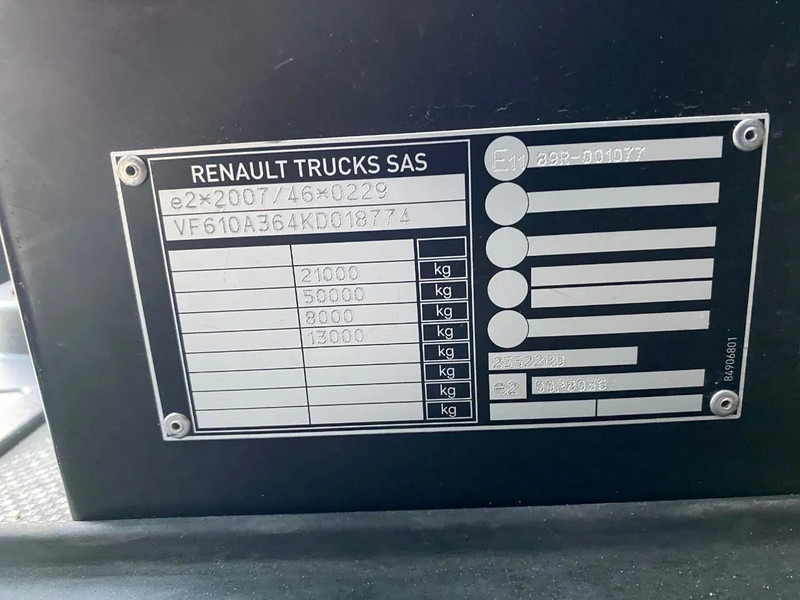 RENAULT TRUCKS SAS
e2*2007/46*0229
VF610A364KD018774
21000 kg
50000 kg
8000 kg
13000 kg
kg
kg
kg
kg
E11 89R-001077
e2
84906801